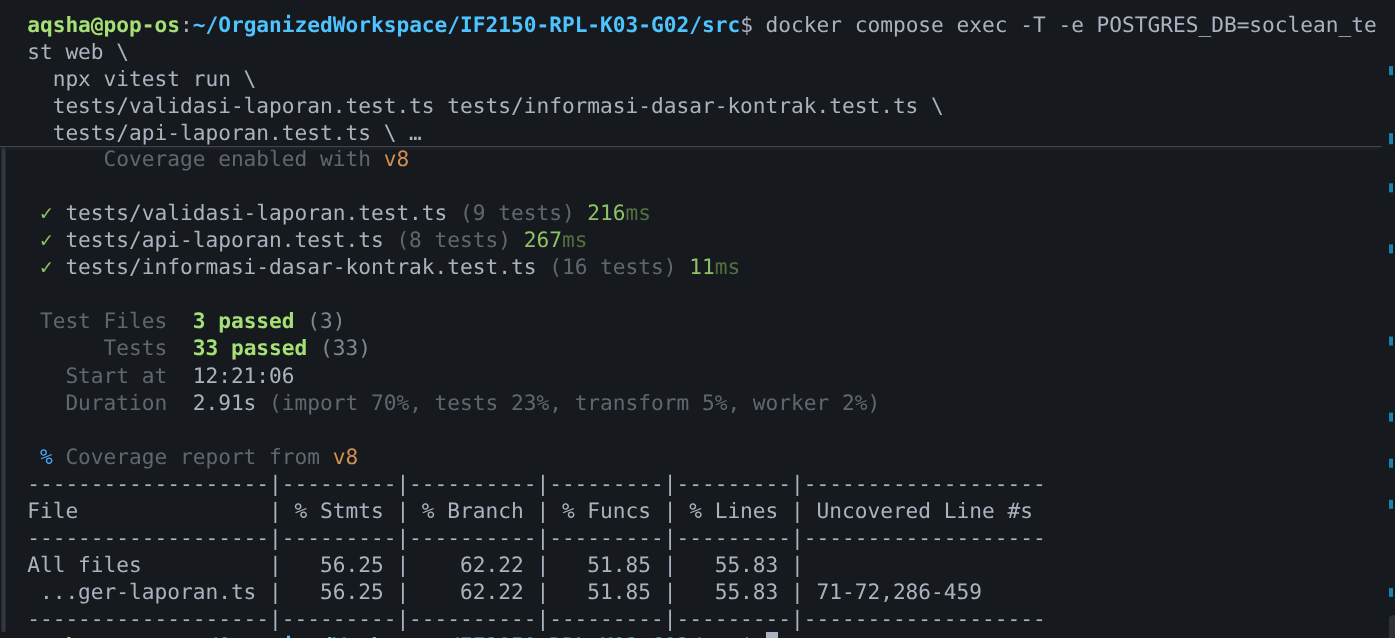 aqsha@pop-os:~/OrganizedWorkspace/IF2150-RPL-K03-G02/src$ docker compose exec -T -e POSTGRES_DB=soclean_te
st web \
  npx vitest run \
  tests/validasi-laporan.test.ts tests/informasi-dasar-kontrak.test.ts \
  tests/api-laporan.test.ts \ …
      Coverage enabled with v8

 ✓ tests/validasi-laporan.test.ts (9 tests) 216ms
 ✓ tests/api-laporan.test.ts (8 tests) 267ms
 ✓ tests/informasi-dasar-kontrak.test.ts (16 tests) 11ms

 Test Files  3 passed (3)
      Tests  33 passed (33)
   Start at  12:21:06
   Duration  2.91s (import 70%, tests 23%, transform 5%, worker 2%)

 % Coverage report from v8
-------------------|---------|----------|---------|---------|-------------------
File               | % Stmts | % Branch | % Funcs | % Lines | Uncovered Line #s
-------------------|---------|----------|---------|---------|-------------------
All files          |   56.25 |    62.22 |   51.85 |   55.83 |
 ...ger-laporan.ts |   56.25 |    62.22 |   51.85 |   55.83 | 71-72,286-459
-------------------|---------|----------|---------|---------|-------------------